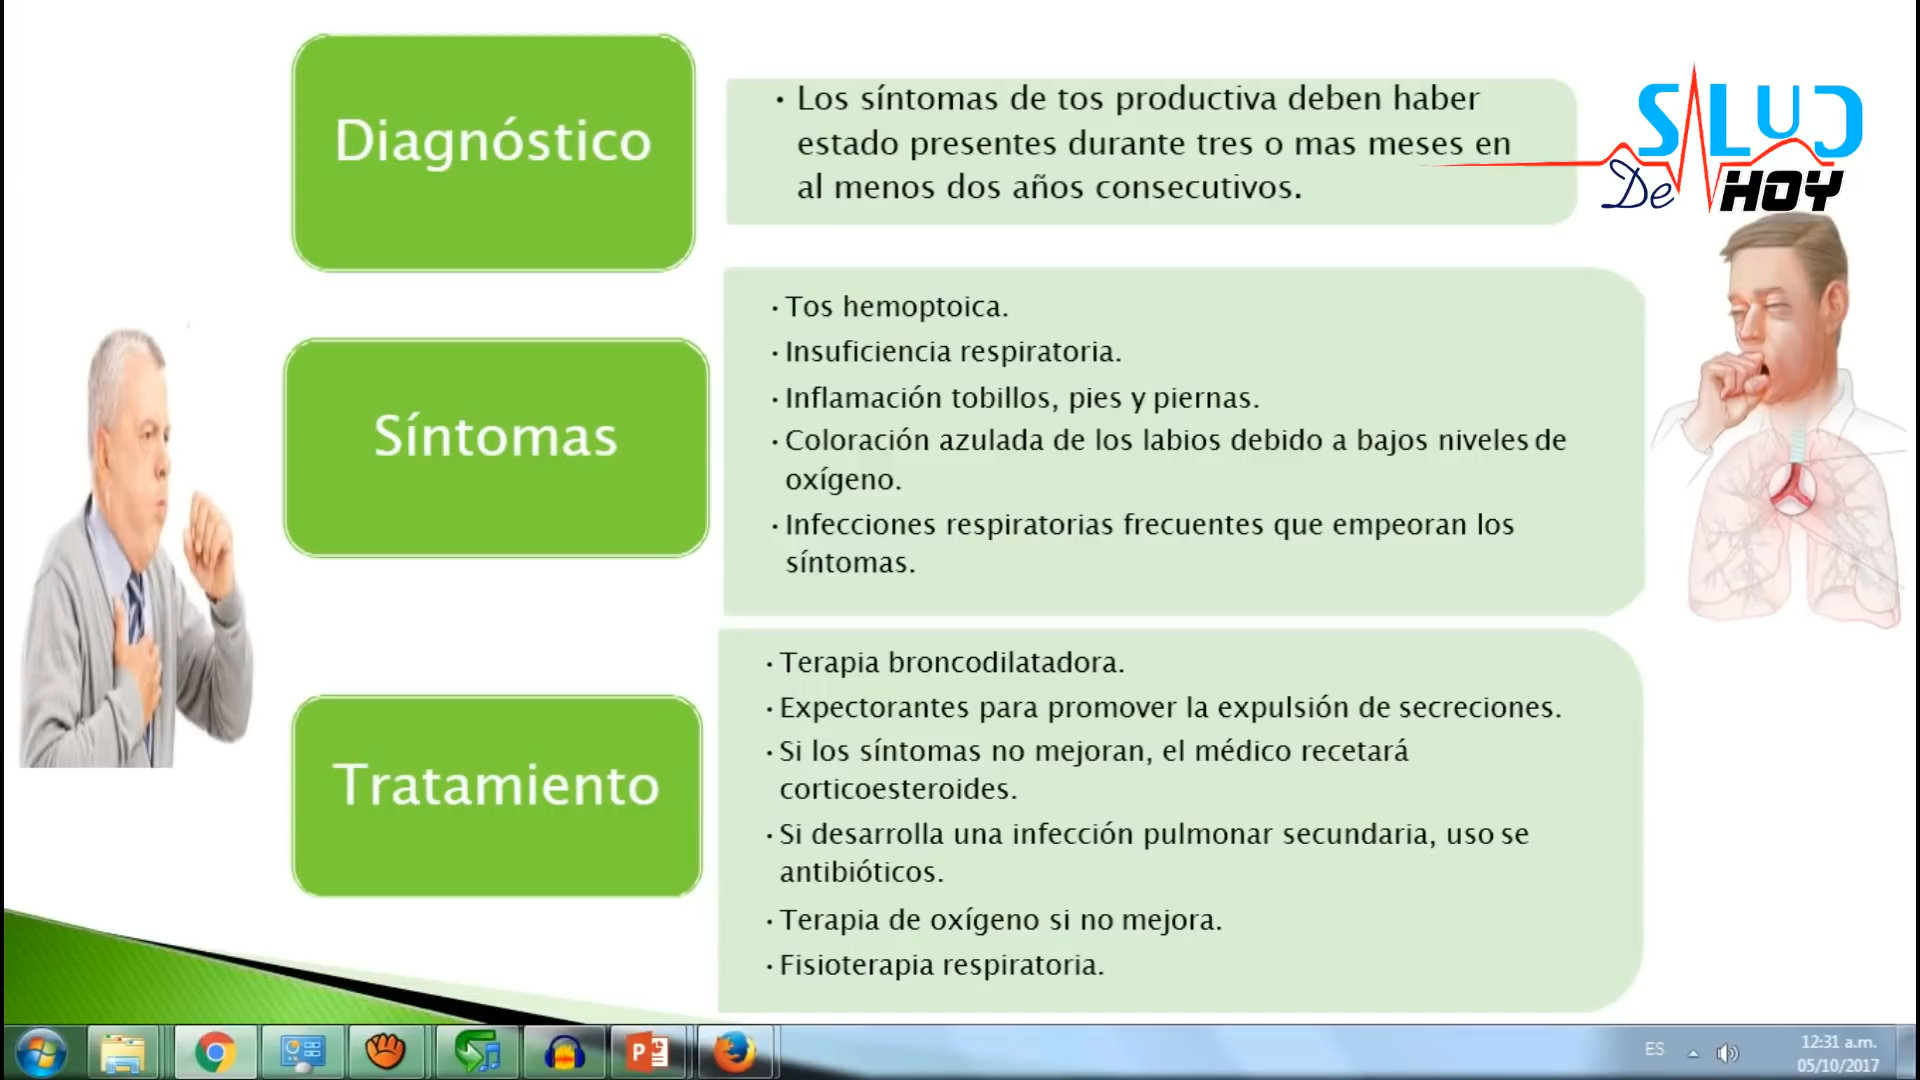 Diagnóstico
• Los síntomas de tos productiva deben haber
estado presentes durante tres o mas meses en
al menos dos años consecutivos.
SALUD
De HOY
Síntomas
• Tos hemoptoica.
• Insuficiencia respiratoria.
• Inflamación tobillos, pies y piernas.
• Coloración azulada de los labios debido a bajos niveles de
oxígeno.
• Infecciones respiratorias frecuentes que empeoran los
síntomas.
Tratamiento
• Terapia broncodilatadora.
• Expectorantes para promover la expulsión de secreciones.
• Si los síntomas no mejoran, el médico recetará
corticoesteroides.
• Si desarrolla una infección pulmonar secundaria, uso se
antibióticos.
• Terapia de oxígeno si no mejora.
• Fisioterapia respiratoria.
ES
12:31 a.m.
05/10/2017